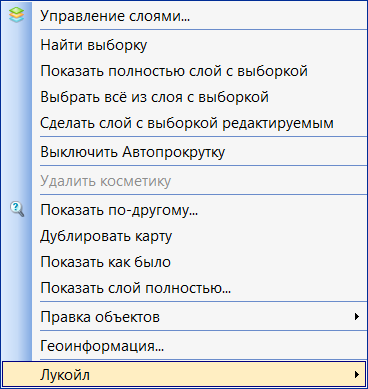 Управление слоями...
Найти выборку
Показать полностью слой с выборкой
Выбрать всё из слоя с выборкой
Сделать слой с выборкой редактируемым
Выключить Автопрокрутку
Удалить косметику
Показать по-другому...
Дублировать карту
Показать как было
Показать слой полностью...
Правка объектов
Геоинформация...
Лукойл